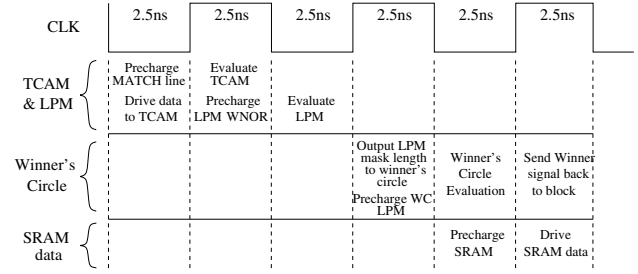 2.5ns 2.5ns 2.5ns 2.5ns 2.5ns 2.5ns
CLK
TCAM
& LPM
Precharge
MATCH line
Drive data
to TCAM
Evaluate
TCAM
Precharge
LPM WNOR
Evaluate
LPM
Winner's
Circle
Output LPM
mask length
to winner's
circle
Precharge WC
LPM
Winner's
Circle
Evaluation
Send Winner
signal back
to block
SRAM
data
Precharge
SRAM
Drive
SRAM data